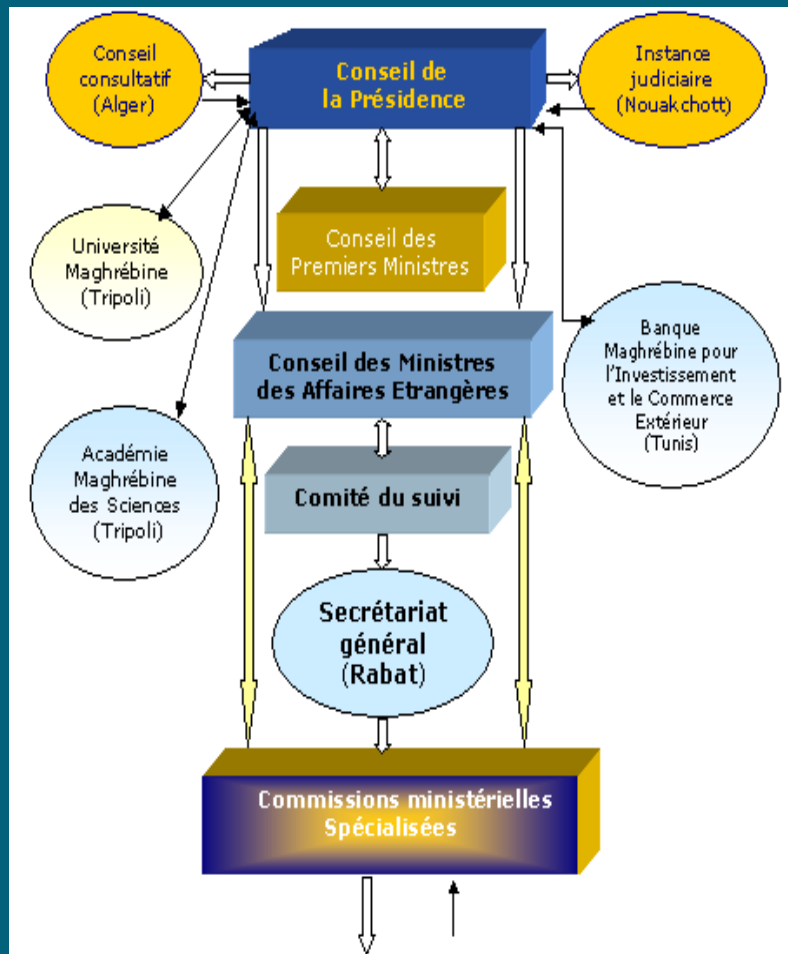 Conseil
consultatif
(Alger)
Conseil de
la Présidence
Instance
judiciaire
(Nouakchott)
Conseil des
Premiers Ministres
Université
Maghrébine
(Tripoli)
Banque
Maghrébine pour
l'Investissement
et le Commerce
Extérieur
(Tunis)
Conseil des Ministres
des Affaires Etrangères
Académie
Maghrébine
des Sciences
(Tripoli)
Comité du suivi
Secrétariat
général
(Rabat)
Commissions ministérielles
Spécialisées